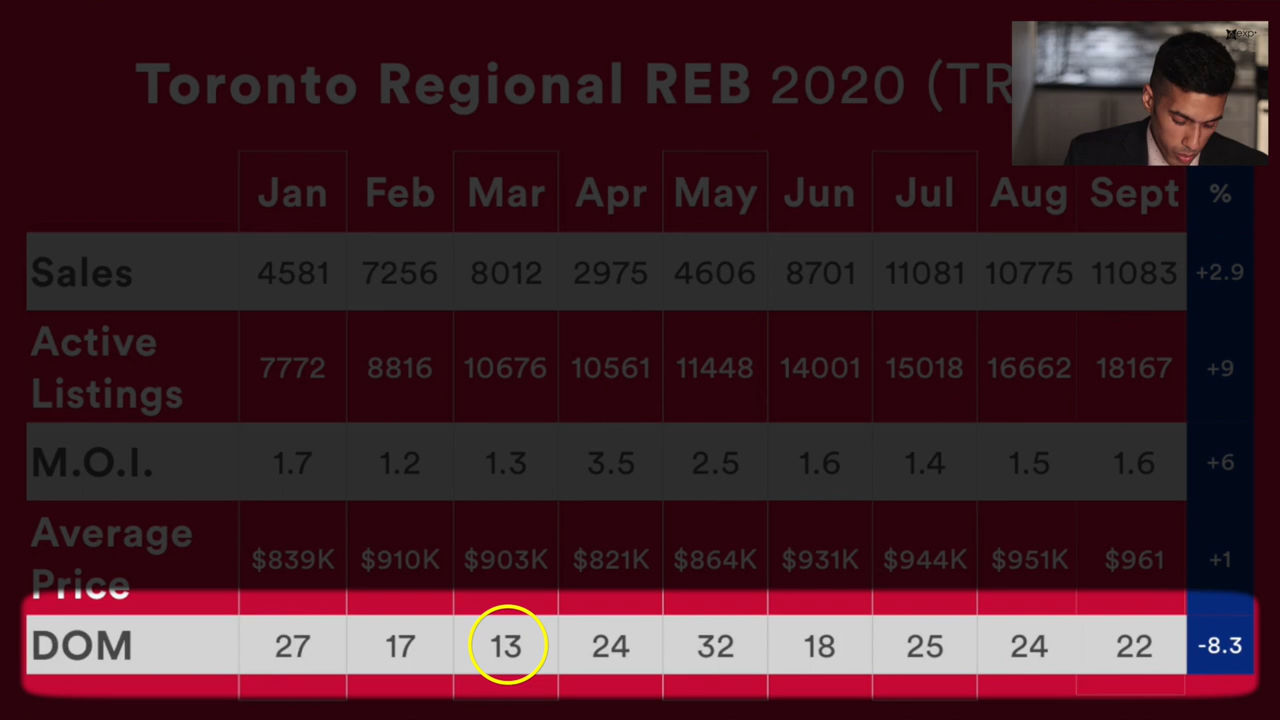 exp
Toronto Regional REB 2020 (TR
Jan Feb Mar Apr May Jun Jul Aug Sept %
Sales 4581 7256 8012 2975 4606 8701 11081 10775 11083 +2.9
Active
Listings 7772 8816 10676 10561 11448 14001 15018 16662 18167 +9
M.O.I. 1.7 1.2 1.3 3.5 2.5 1.6 1.4 1.5 1.6 +6
Average
Price $839K $910K $903K $821K $864K $931K $944K $951K $961 +1
DOM 27 17 13 24 32 18 25 24 22 -8.3